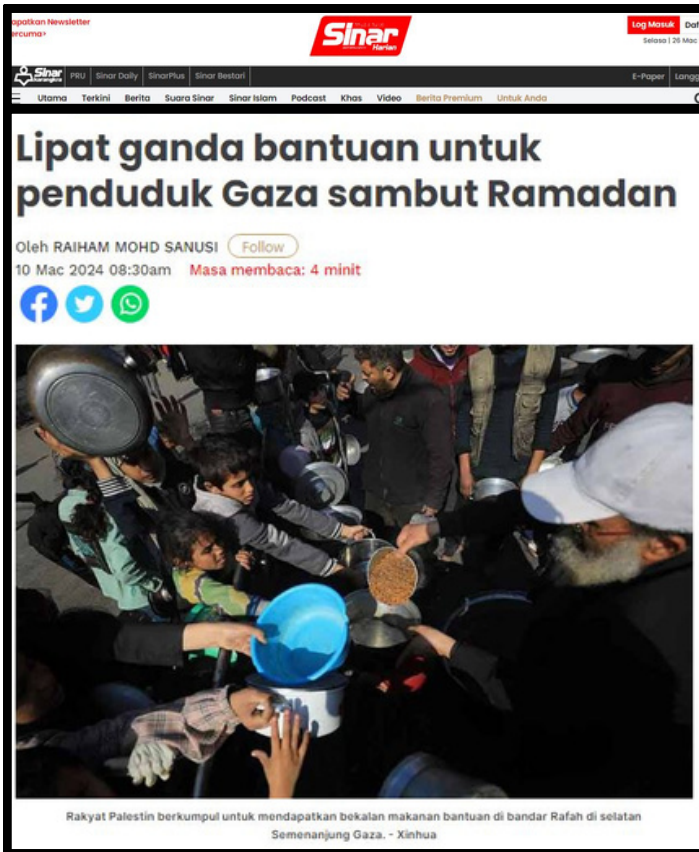 apatkan Newsletter
ercuma>
Sinar
Harian
Log Masuk Daf
Selasa | 26 Mac
Sinar PRU Sinar Daily SinarPlus Sinar Bestari E-Paper Langg
Utama Terkini Berita Suara Sinar Sinar Islam Podcast Khas Video Berita Premium Untuk Anda
Lipat ganda bantuan untuk
penduduk Gaza sambut Ramadan
Oleh RAIHAM MOHD SANUSI Follow
10 Mac 2024 08:30am Masa membaca: 4 minit
Rakyat Palestin berkumpul untuk mendapatkan bekalan makanan bantuan di bandar Rafah di selatan
Semenanjung Gaza. - Xinhua